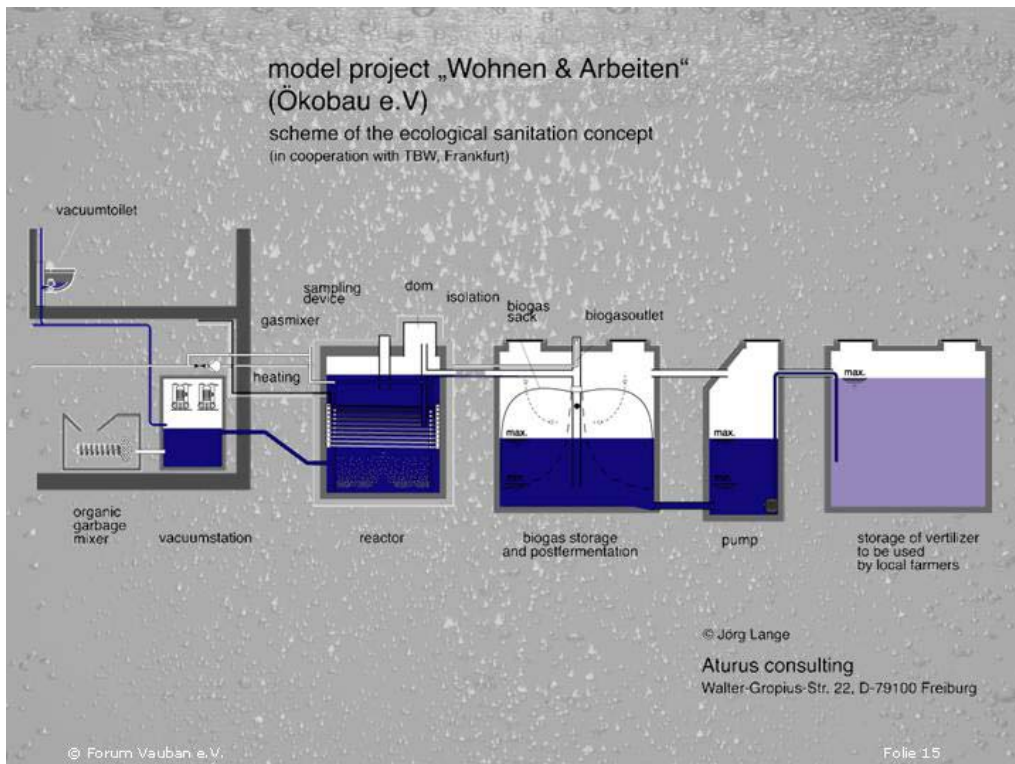 model project „Wohnen & Arbeiten“
(Ökobau e.V)
scheme of the ecological sanitation concept
(in cooperation with TBW, Frankfurt)
vacuumtoilet
sampling
device
dom
isolation
biogas
sack
biogasoutlet
gasmixer
heating
max.
max.
max.
organic
garbage
mixer
vacuumstation
reactor
biogas storage
and postfermentation
pump
storage of vertilizer
to be used
by local farmers
© Jörg Lange
Aturus consulting
Walter-Gropius-Str. 22, D-79100 Freiburg
© Forum Vauban e.V.
Folie 15